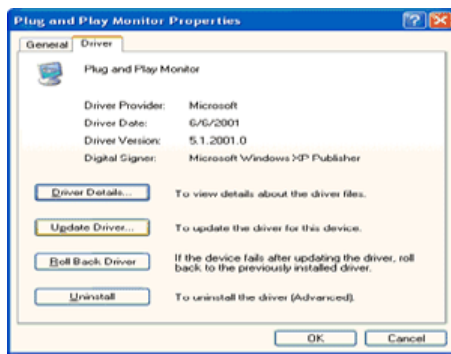 Plug and Play Monitor Properties
General Driver
Plug and Play Monitor
Driver Provider: Microsoft
Driver Date: 6/6/2001
Driver Version: 5.1.2001.0
Digital Signer: Microsoft Windows XP Publisher
Driver Details... To view details about the driver files.
Update Driver... To update the driver for this device.
Roll Back Driver If the device fails after updating the driver, roll
back to the previously installed driver.
Uninstall To uninstall the driver (Advanced).
OK Cancel